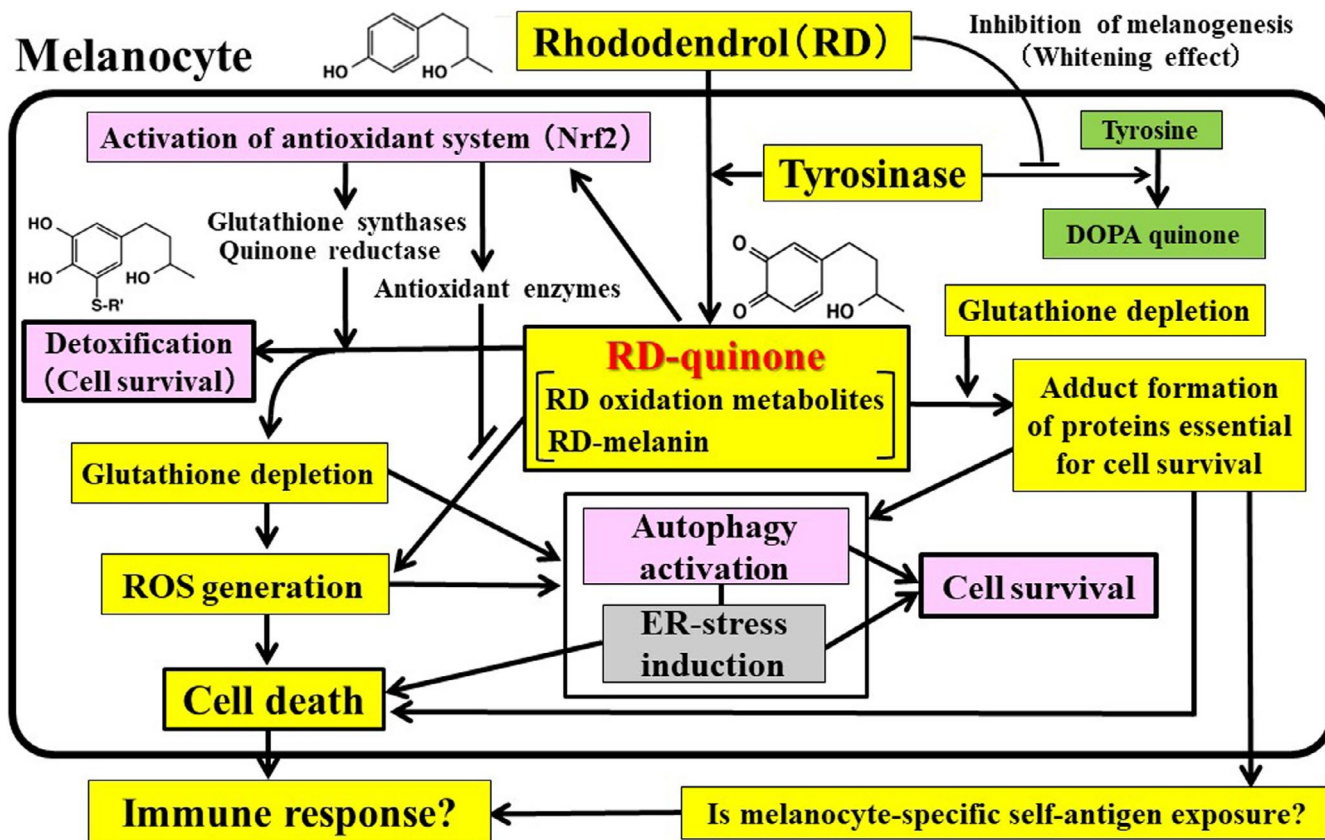 Melanocyte
HO
HO
Rhododendrol(RD)
Inhibition of melanogenesis
(Whitening effect)
Activation of antioxidant system (Nrf2)
Tyrosine
Tyrosinase
DOPA quinone
Glutathione synthases
Quinone reductase
HO
HO
HO
S-R'
Antioxidant enzymes
O
O
HO
Glutathione depletion
Detoxification
(Cell survival)
RD-quinone
RD oxidation metabolites
RD-melanin
Adduct formation
of proteins essential
for cell survival
Glutathione depletion
Autophagy
activation
ROS generation
Cell survival
ER-stress
induction
Cell death
Immune response?
Is melanocyte-specific self-antigen exposure?